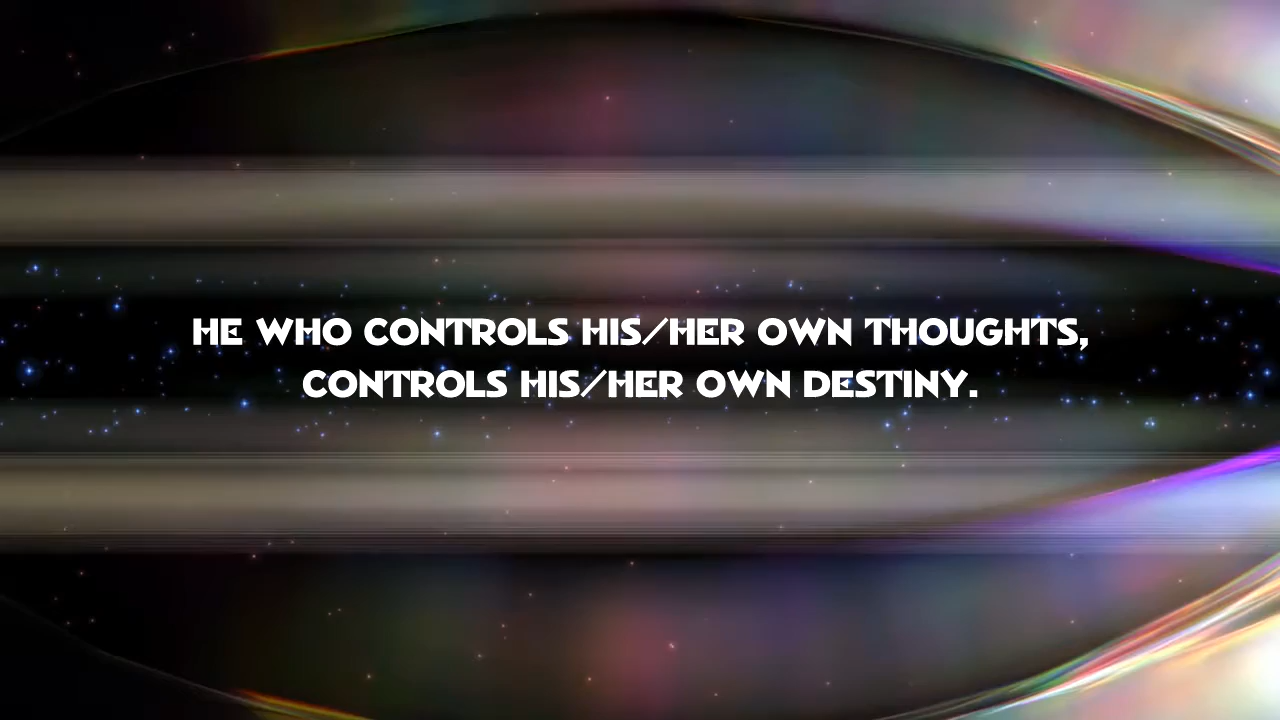 HE WHO CONTROLS HIS/HER OWN THOUGHTS,
CONTROLS HIS/HER OWN DESTINY.